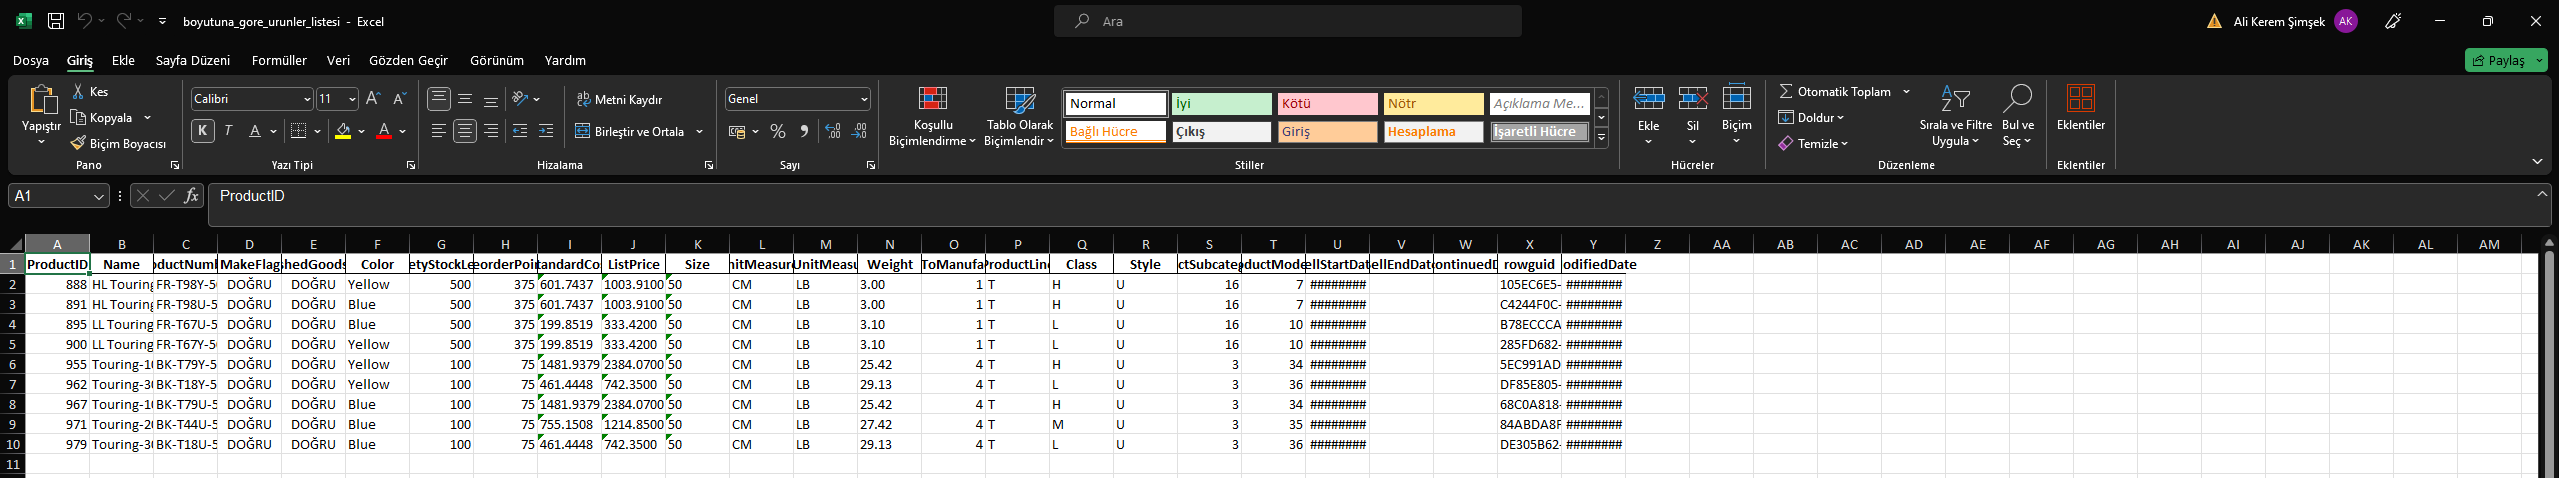 boyutuna_gore_urunler_listesi - Excel
Ara
Ali Kerem Şimşek AK
Dosya Giriş Ekle Sayfa Düzeni Formüller Veri Gözden Geçir Görünüm Yardım
Paylaş
Yapıştır
Kes
Kopyala
Biçim Boyacısı
Pano
Calibri 11
K T A A
Yazı Tipi
Metni Kaydır
Birleştir ve Ortala
Hizalama
Genel
Sayı
Koşullu Biçimlendirme
Tablo Olarak Biçimlendir
Normal İyi Kötü Nötr Açıklama Me...
Bağlı Hücre Çıkış Giriş Hesaplama İşaretli Hücre
Stiller
Ekle Sil Biçim
Hücreler
Otomatik Toplam
Doldur
Temizle
Sırala ve Filtre Uygula
Bul ve Seç
Düzenleme
Eklentiler
Eklentiler
A1 fx ProductID
A B C D E F G H I J K L M N O P Q R S T U V W X Y Z AA AB AC AD AE AF AG AH AI AJ AK AL AM
1 ProductID Name oductNumb MakeFlag shedGoods Color etyStockLe eorderPoin tandardCo ListPrice Size nitMeasure UnitMeasu Weight ToManufa ProductLine Class Style ctSubcateg oductMode ellStartDat ellEndDate ontinuedD rowguid odifiedDate
2 888 HL Touring FR-T98Y-5 DOĞRU DOĞRU Yellow 500 375 601.7437 1003.9100 50 CM LB 3.00 1 T H U 16 7 ######## 105EC6E5- ########
3 891 HL Touring FR-T98U-5 DOĞRU DOĞRU Blue 500 375 601.7437 1003.9100 50 CM LB 3.00 1 T H U 16 7 ######## C4244F0C- ########
4 895 LL Touring FR-T67U-5 DOĞRU DOĞRU Blue 500 375 199.8519 333.4200 50 CM LB 3.10 1 T L U 16 10 ######## B78ECCCA ########
5 900 LL Touring FR-T67Y-5 DOĞRU DOĞRU Yellow 500 375 199.8519 333.4200 50 CM LB 3.10 1 T L U 16 10 ######## 285FD682- ########
6 955 Touring-10 BK-T79Y-5 DOĞRU DOĞRU Yellow 100 75 1481.9379 2384.0700 50 CM LB 25.42 4 T H U 3 34 ######## 5EC991AD ########
7 962 Touring-30 BK-T18Y-5 DOĞRU DOĞRU Yellow 100 75 461.4448 742.3500 50 CM LB 29.13 4 T L U 3 36 ######## DF85E805- ########
8 967 Touring-10 BK-T79U-5 DOĞRU DOĞRU Blue 100 75 1481.9379 2384.0700 50 CM LB 25.42 4 T H U 3 34 ######## 68C0A818- ########
9 971 Touring-20 BK-T44U-5 DOĞRU DOĞRU Blue 100 75 755.1508 1214.8500 50 CM LB 27.42 4 T M U 3 35 ######## 84ABDA8F ########
10 979 Touring-30 BK-T18U-5 DOĞRU DOĞRU Blue 100 75 461.4448 742.3500 50 CM LB 29.13 4 T L U 3 36 ######## DE305B62- ########
11